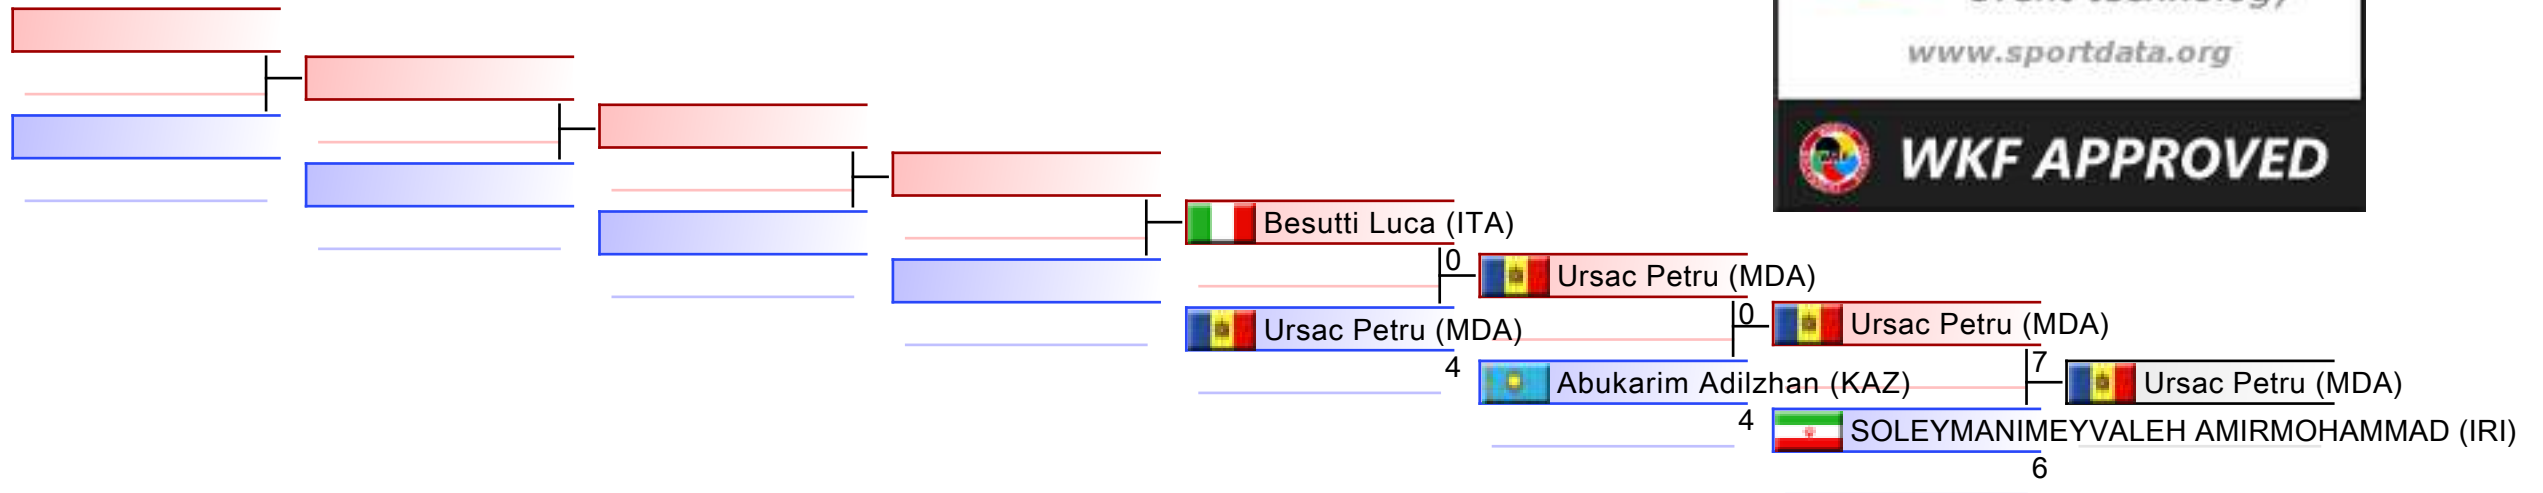 www.sportdata.org
WKF APPROVED
Besutti Luca (ITA)
0
Ursac Petru (MDA)
Ursac Petru (MDA)
4
0
Abukarim Adilzhan (KAZ)
4
Ursac Petru (MDA)
7
SOLEYMANIMEYVALEH AMIRMOHAMMAD (IRI)
6
Ursac Petru (MDA)